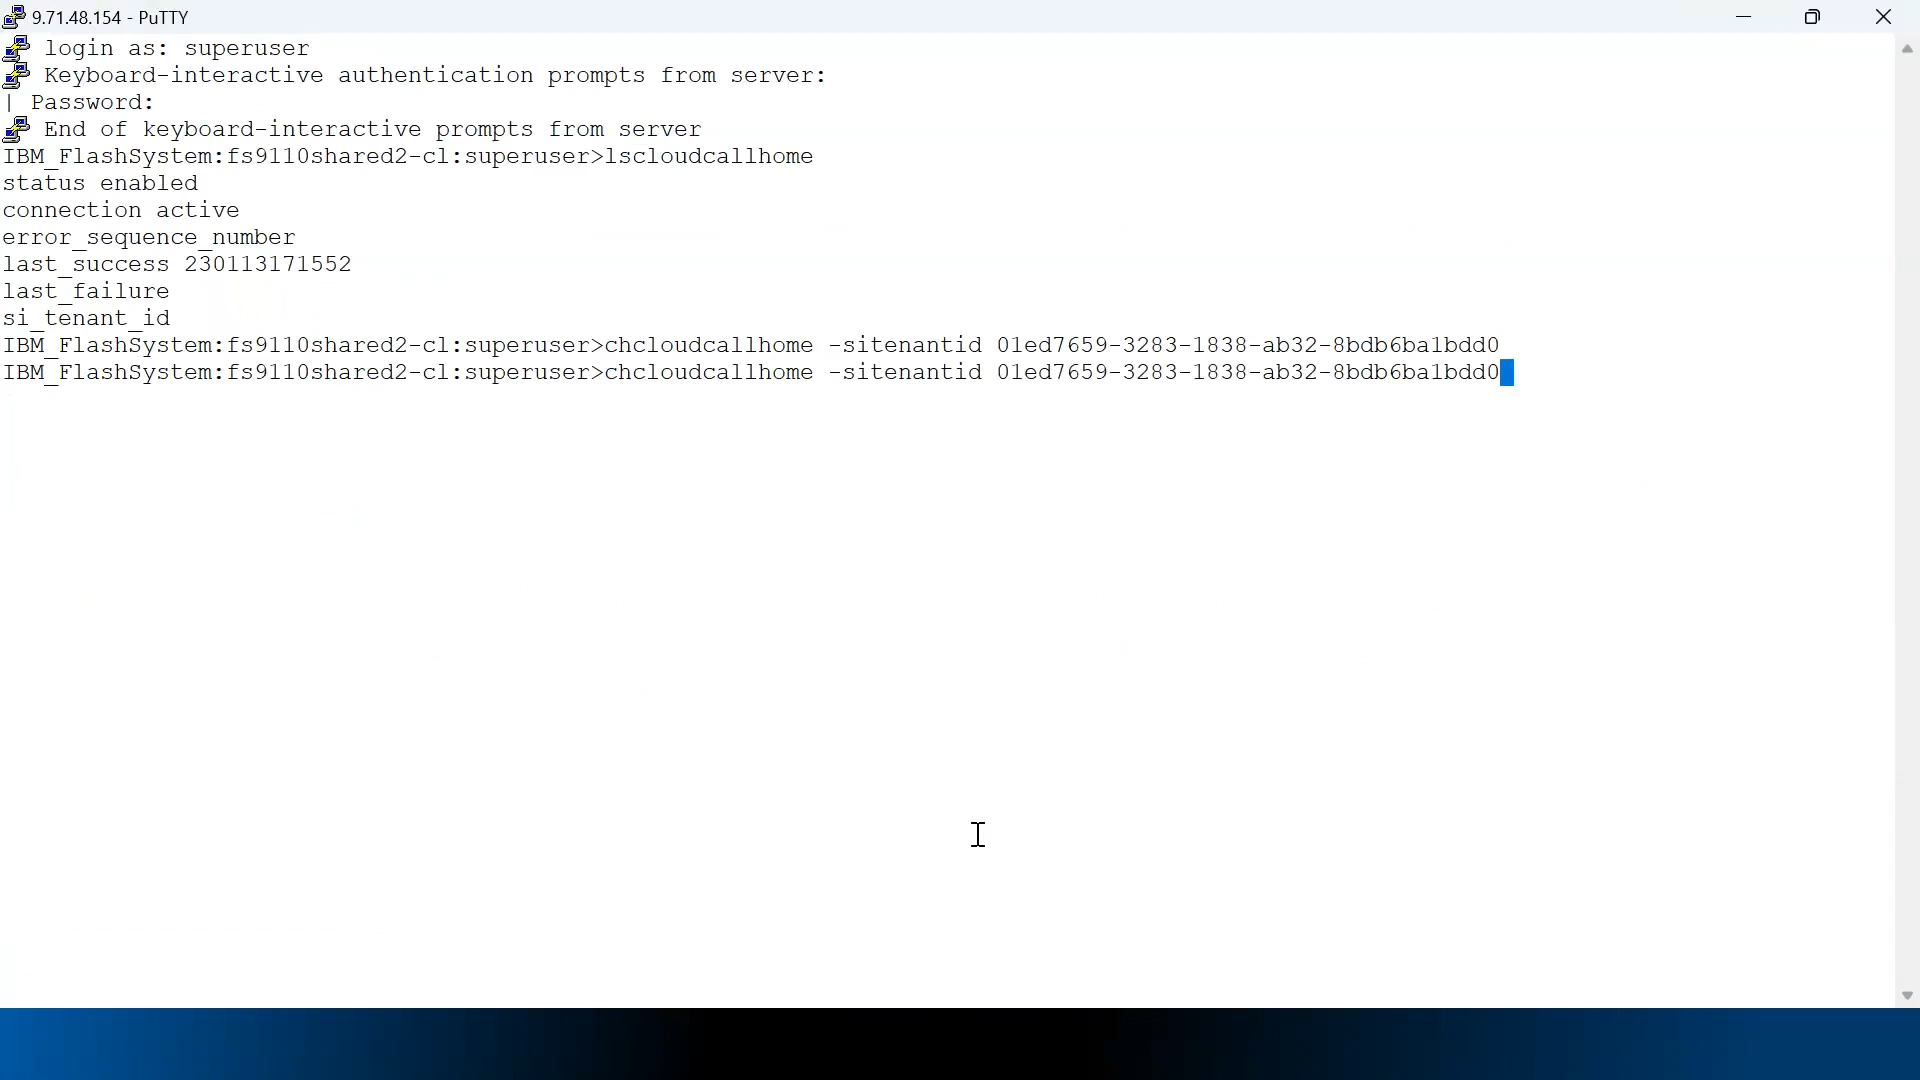 9.71.48.154 - PuTTY
login as: superuser
Keyboard-interactive authentication prompts from server:
| Password:
End of keyboard-interactive prompts from server
IBM_FlashSystem:fs9110shared2-cl:superuser>lscloudcallhome
status enabled
connection active
error_sequence_number
last_success 230113171552
last_failure
si_tenant_id
IBM_FlashSystem:fs9110shared2-cl:superuser>chcloudcallhome -sitenantid 01ed7659-3283-1838-ab32-8bdb6ba1bdd0
IBM_FlashSystem:fs9110shared2-cl:superuser>chcloudcallhome -sitenantid 01ed7659-3283-1838-ab32-8bdb6ba1bdd0